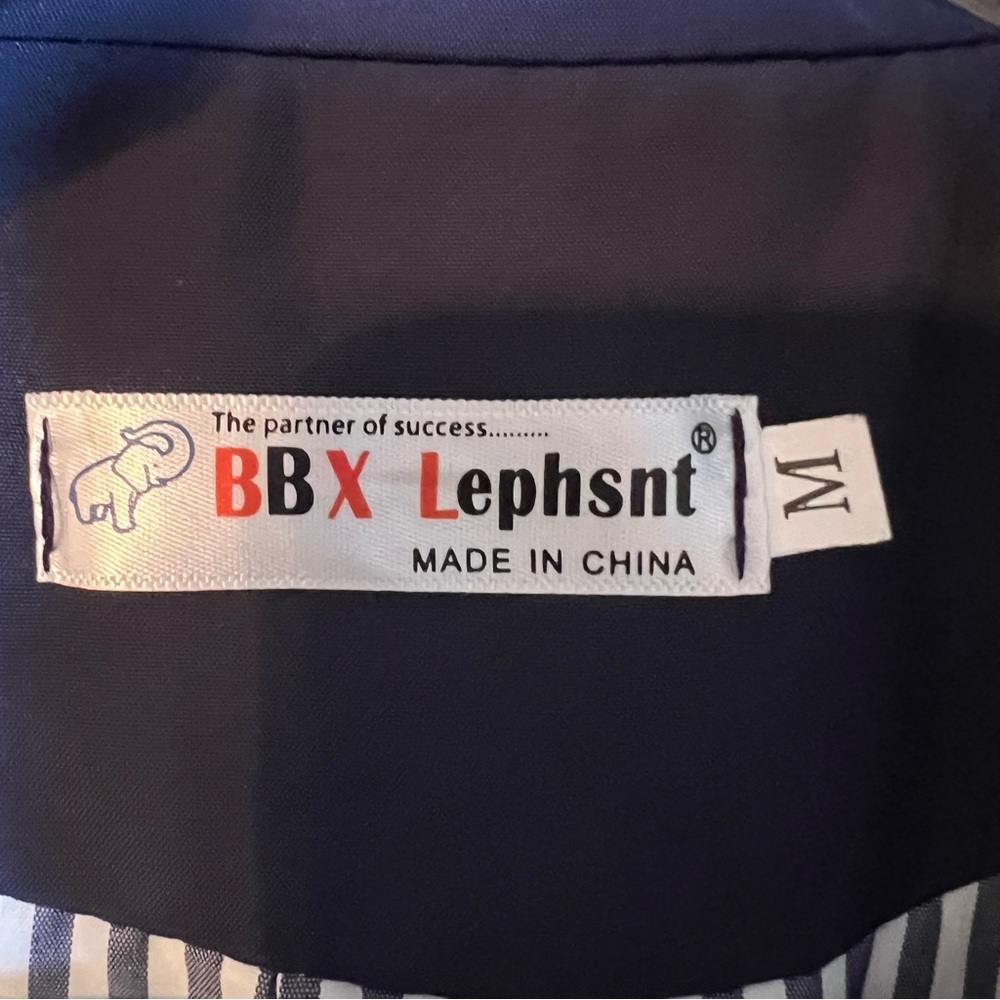 The partner of success.........
BBX Lephsnt®
MADE IN CHINA
M